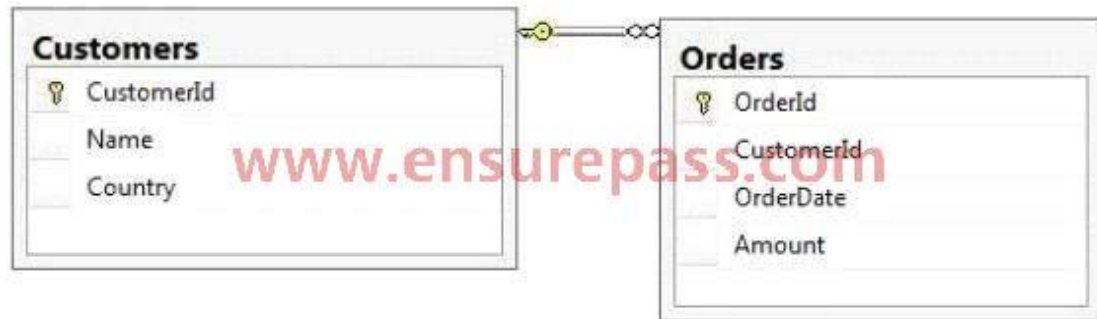 Customers
CustomerId
Name
Country
Orders
OrderId
CustomerId
OrderDate
Amount
www.ensurepass.com